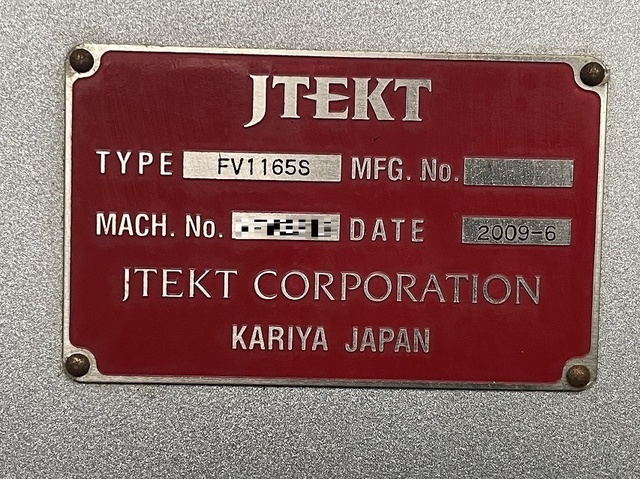 JTEKT
TYPE FV1165S MFG. No.
MACH. No. DATE 2009-6
JTEKT CORPORATION
KARIYA JAPAN